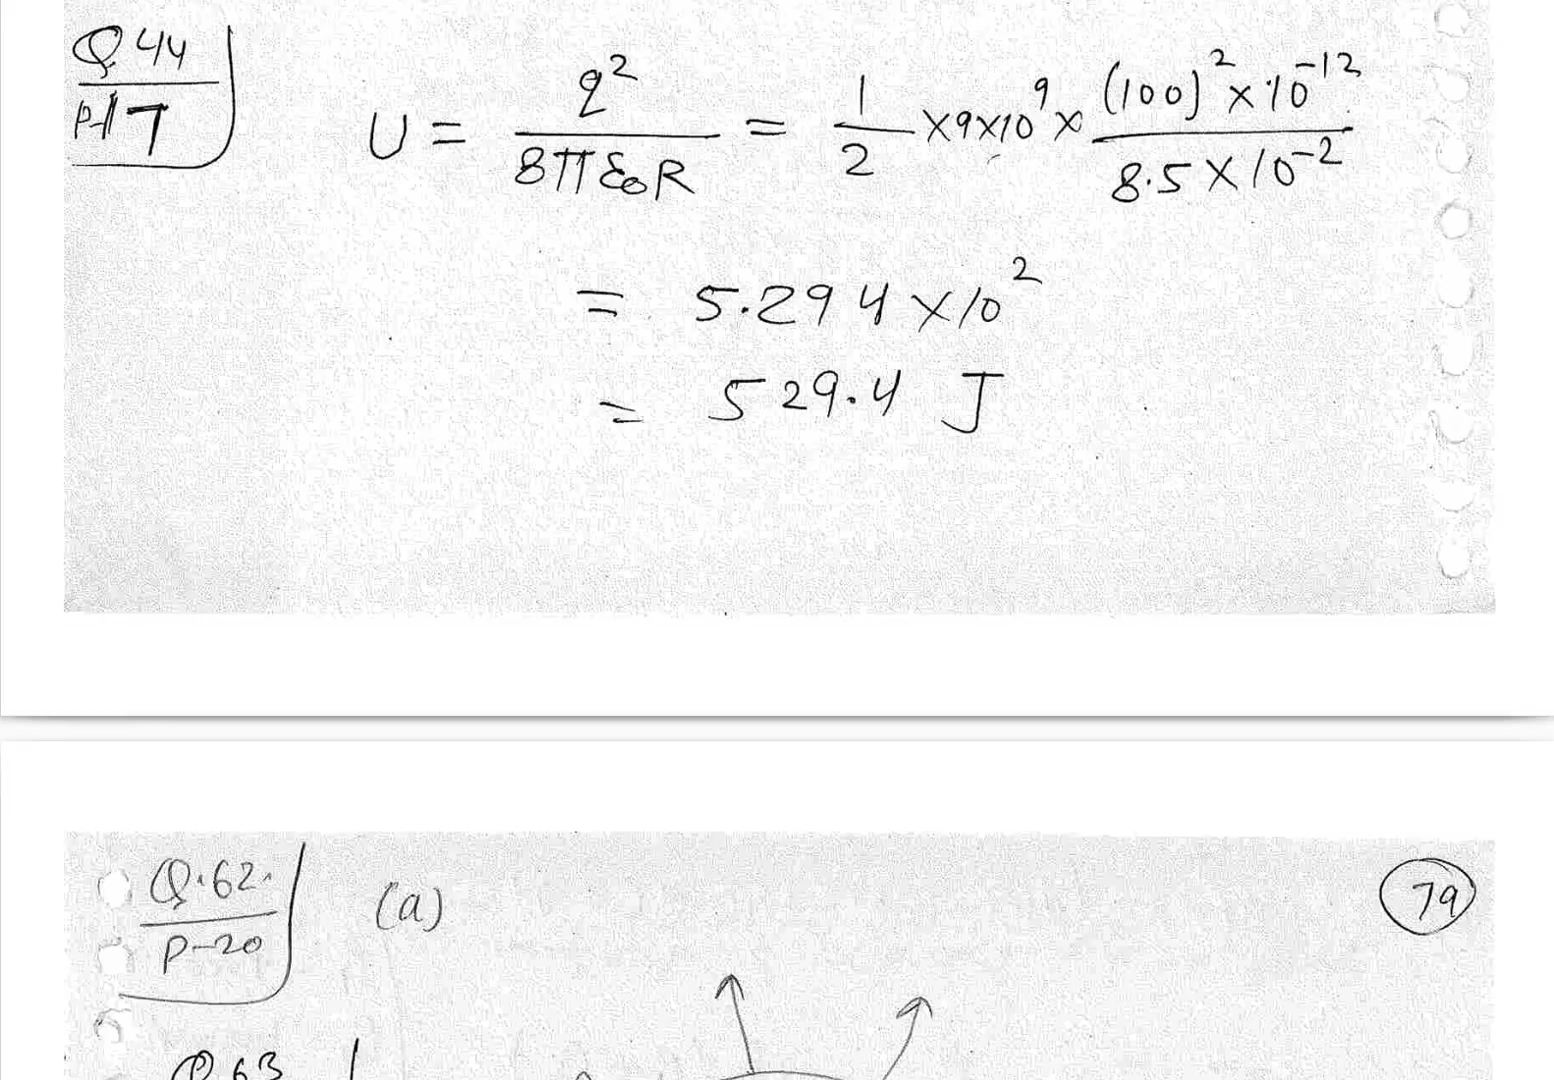 Q 44
P-17
U = q² / 8πε₀R = 1/2 × 9×10⁹ × (100)² × 10⁻¹² / 8.5 × 10⁻²
= 5.294 × 10²
= 529.4 J
Q.62.
P-20
(a)
79
Q 63